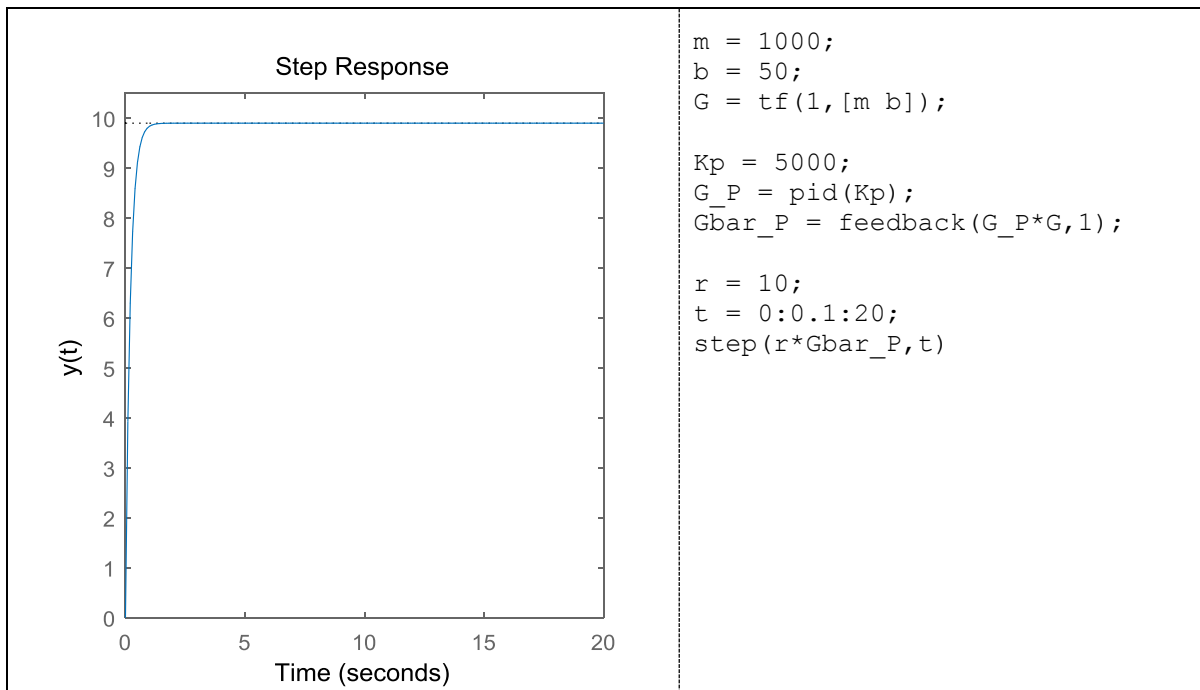 Step Response
10
9
8
7
6
5
4
3
2
1
0
y(t)
0 5 10 15 20
Time (seconds)
m = 1000;
b = 50;
G = tf(1,[m b]);
Kp = 5000;
G_P = pid(Kp);
Gbar_P = feedback(G_P*G,1);
r = 10;
t = 0:0.1:20;
step(r*Gbar_P,t)